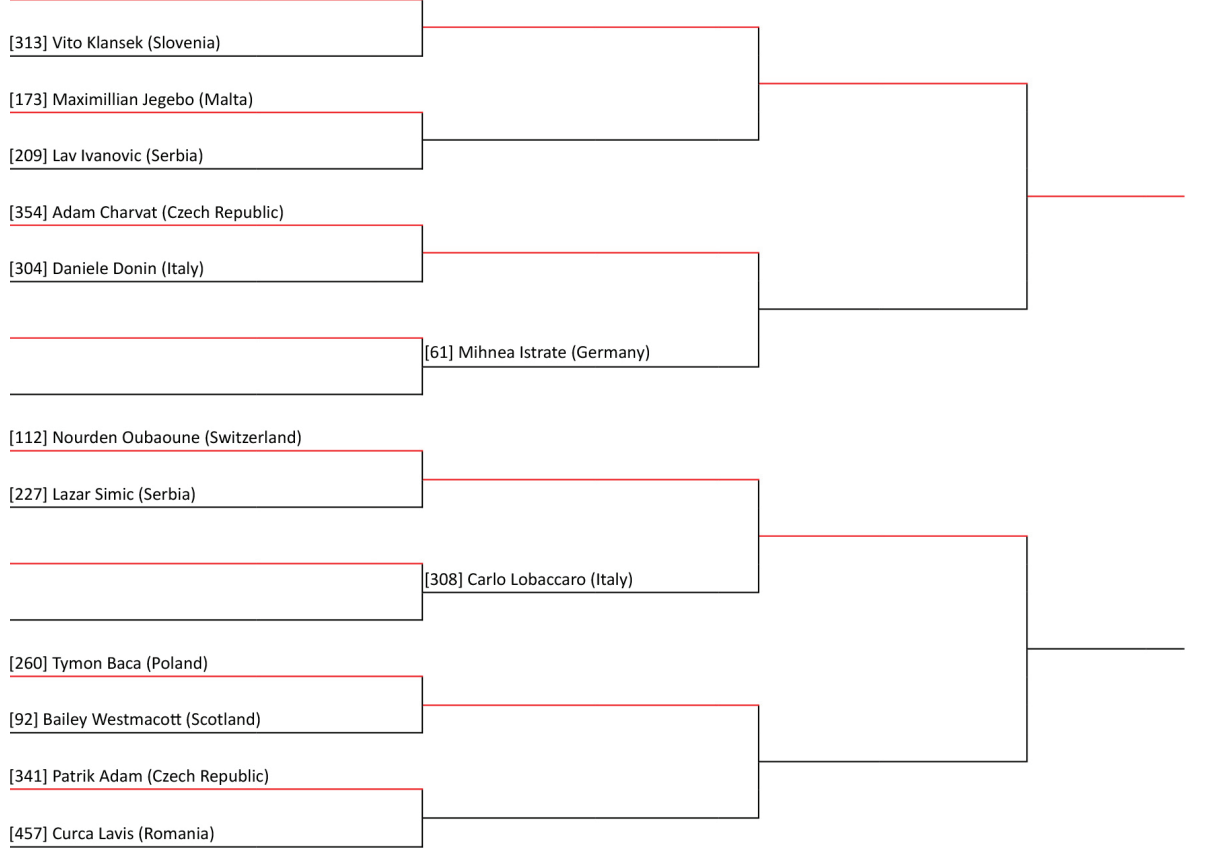 [313] Vito Klansek (Slovenia)
[173] Maximillian Jegebo (Malta)
[209] Lav Ivanovic (Serbia)
[354] Adam Charvat (Czech Republic)
[304] Daniele Donin (Italy)
[61] Mihnea Istrate (Germany)
[112] Nourden Oubaoune (Switzerland)
[227] Lazar Simic (Serbia)
[308] Carlo Lobaccaro (Italy)
[260] Tymon Baca (Poland)
[92] Bailey Westmacott (Scotland)
[341] Patrik Adam (Czech Republic)
[457] Curca Lavis (Romania)